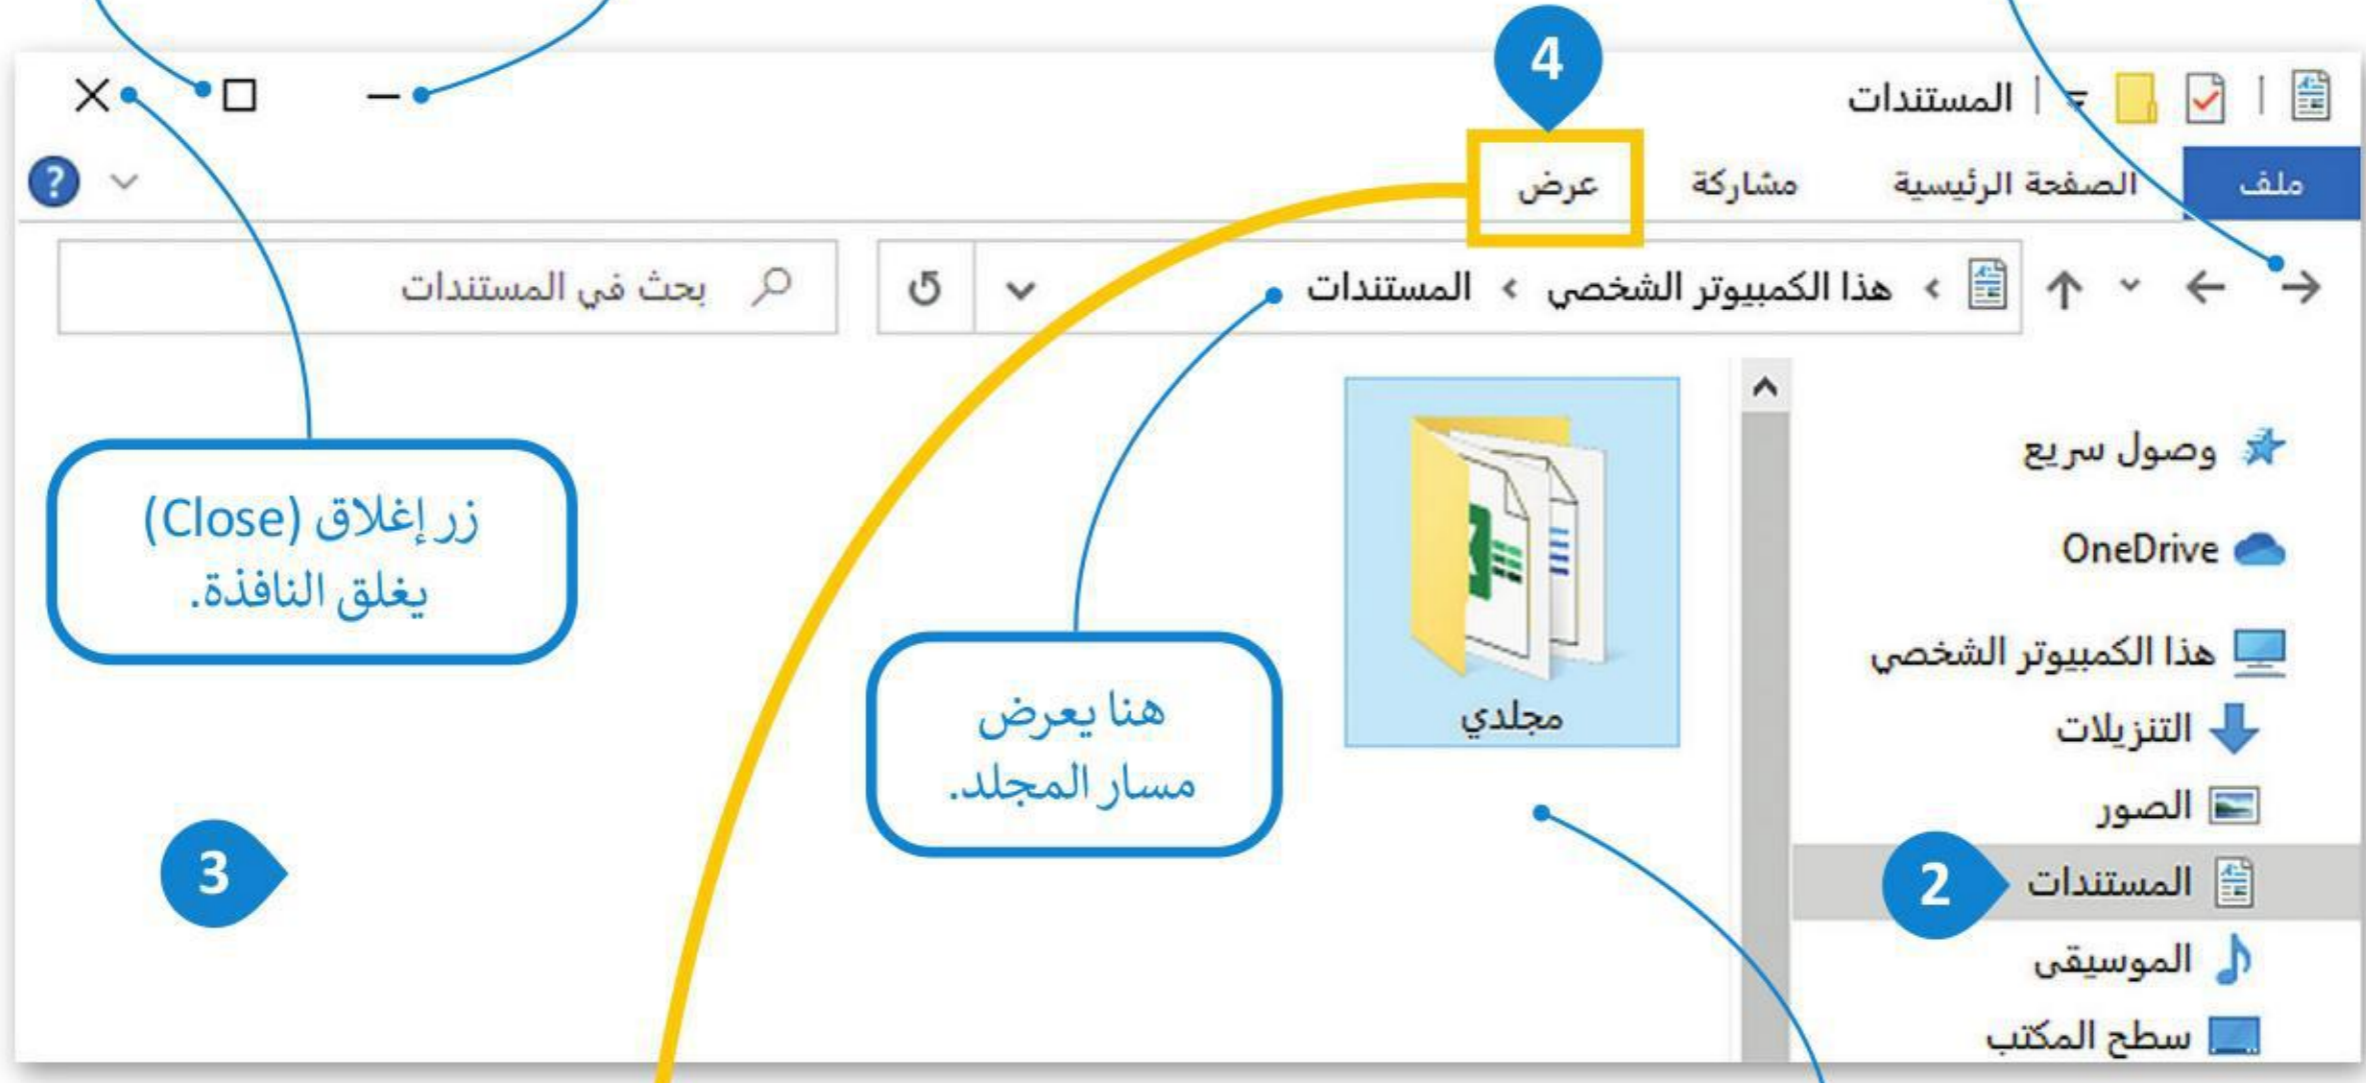 4
المستندات
ملف الصفحة الرئيسية مشاركة عرض
?
هذا الكمبيوتر الشخصي › المستندات
بحث في المستندات
وصول سريع
OneDrive
هذا الكمبيوتر الشخصي
التنزيلات
الصور
المستندات
2
الموسيقى
سطح المكتب
مجلدي
هنا يعرض
مسار المجلد.
زر إغلاق (Close)
يغلق النافذة.
3